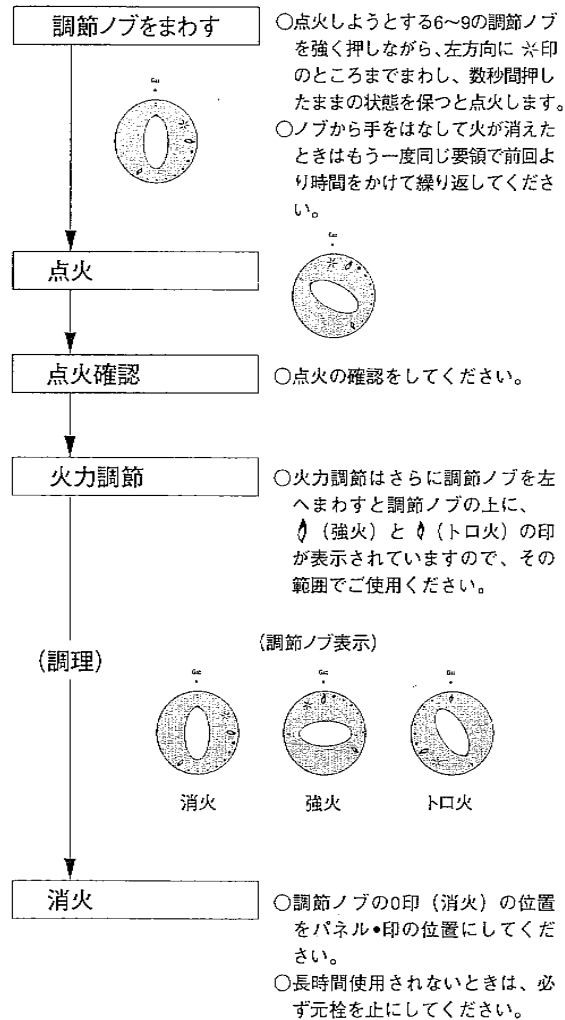 調節ノブをまわす
○点火しようとする6〜9の調節ノブ
を強く押しながら、左方向に ✳印
のところまでまわし、数秒間押し
たままの状態を保つと点火します。
○ノブから手をはなして火が消えた
ときはもう一度同じ要領で前回よ
り時間をかけて繰り返してくださ
い。
Gas
点火
Gas
点火確認
○点火の確認をしてください。
火力調節
○火力調節はさらに調節ノブを左
へまわすと調節ノブの上に、
（強火）と（トロ火）の印
が表示されていますので、その
範囲でご使用ください。
（調理）
（調節ノブ表示）
Gas
Gas
Gas
消火
強火
トロ火
消火
○調節ノブの0印（消火）の位置
をパネル•印の位置にしてくだ
さい。
○長時間使用されないときは、必
ず元栓を止にしてください。